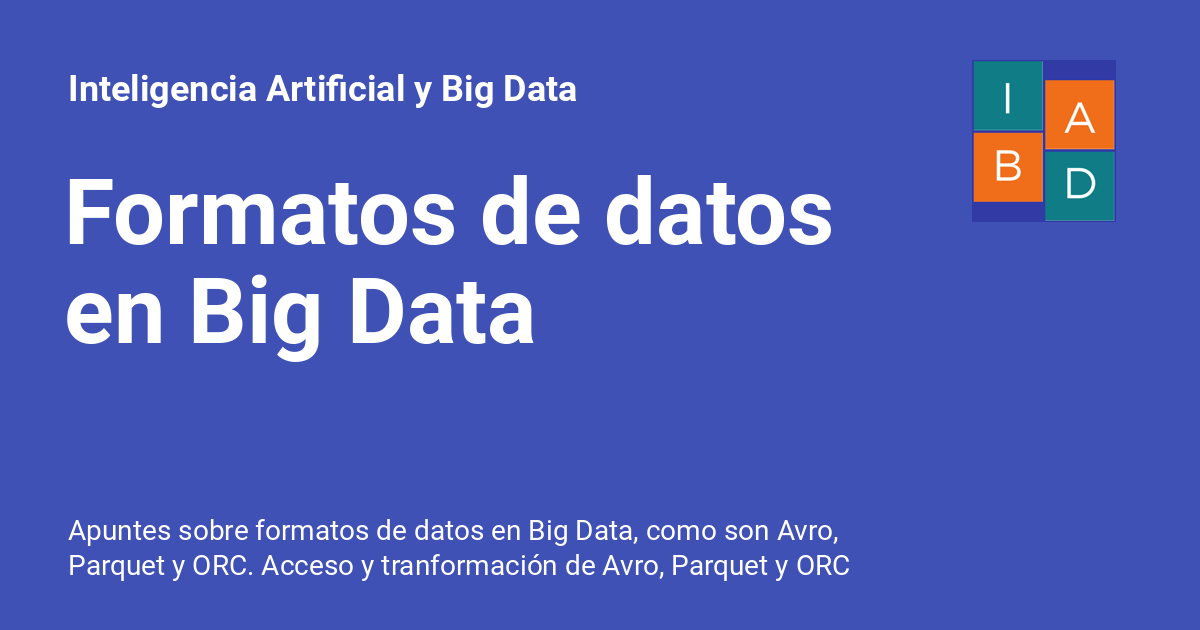 Inteligencia Artificial y Big Data
I A
B D
Formatos de datos
en Big Data
Apuntes sobre formatos de datos en Big Data, como son Avro,
Parquet y ORC. Acceso y tranformación de Avro, Parquet y ORC